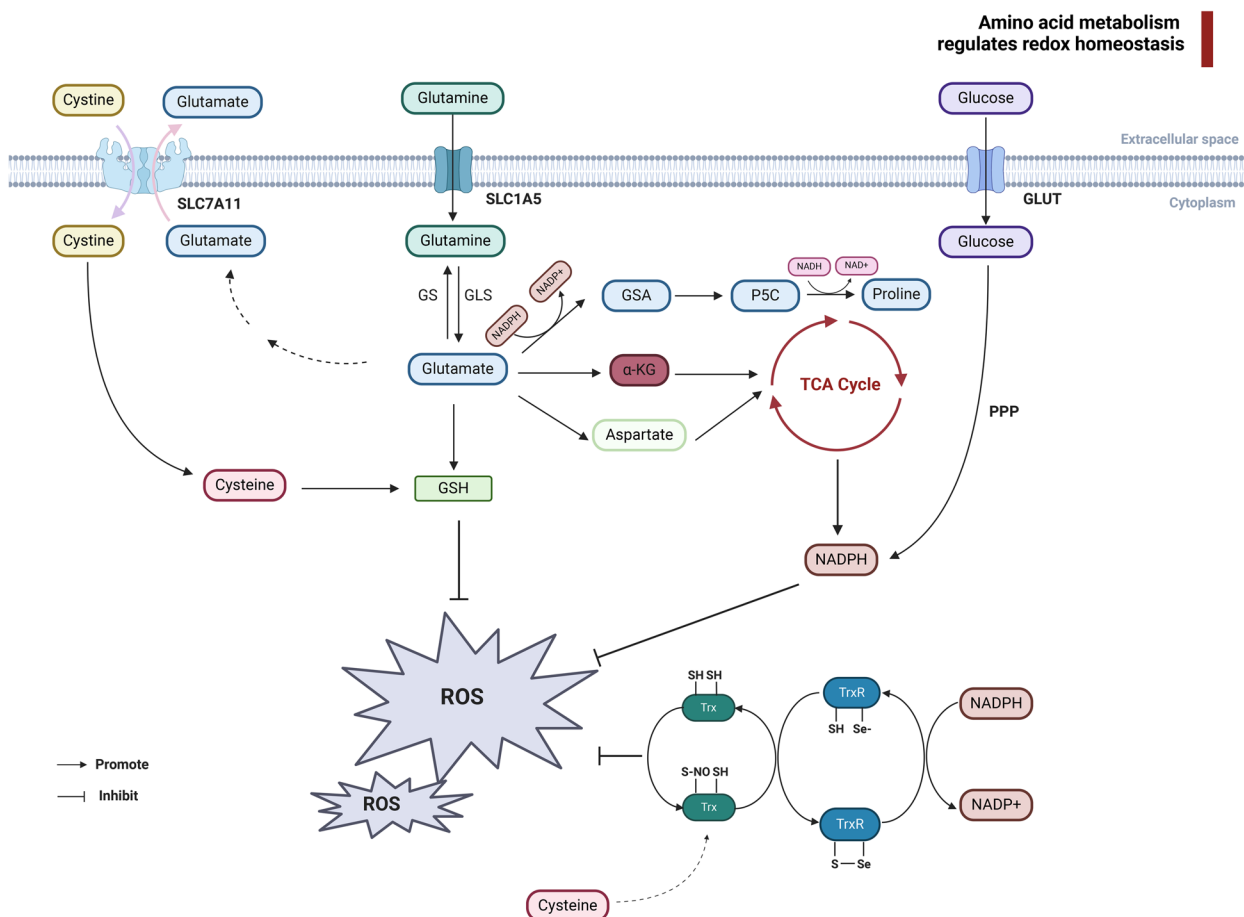 Amino acid metabolism
regulates redox homeostasis
Cystine
Glutamate
Glutamine
Glucose
Extracellular space
SLC7A11
SLC1A5
GLUT
Cytoplasm
Cystine
Glutamate
Glutamine
Glucose
GS
GLS
NADPH
NADP+
GSA
P5C
NADH
NAD+
Proline
Glutamate
α-KG
TCA Cycle
Aspartate
PPP
Cysteine
GSH
NADPH
ROS
SH SH
Trx
TrxR
SH Se-
NADPH
S-NO SH
Trx
TrxR
S Se
NADP+
Promote
Inhibit
ROS
Cysteine